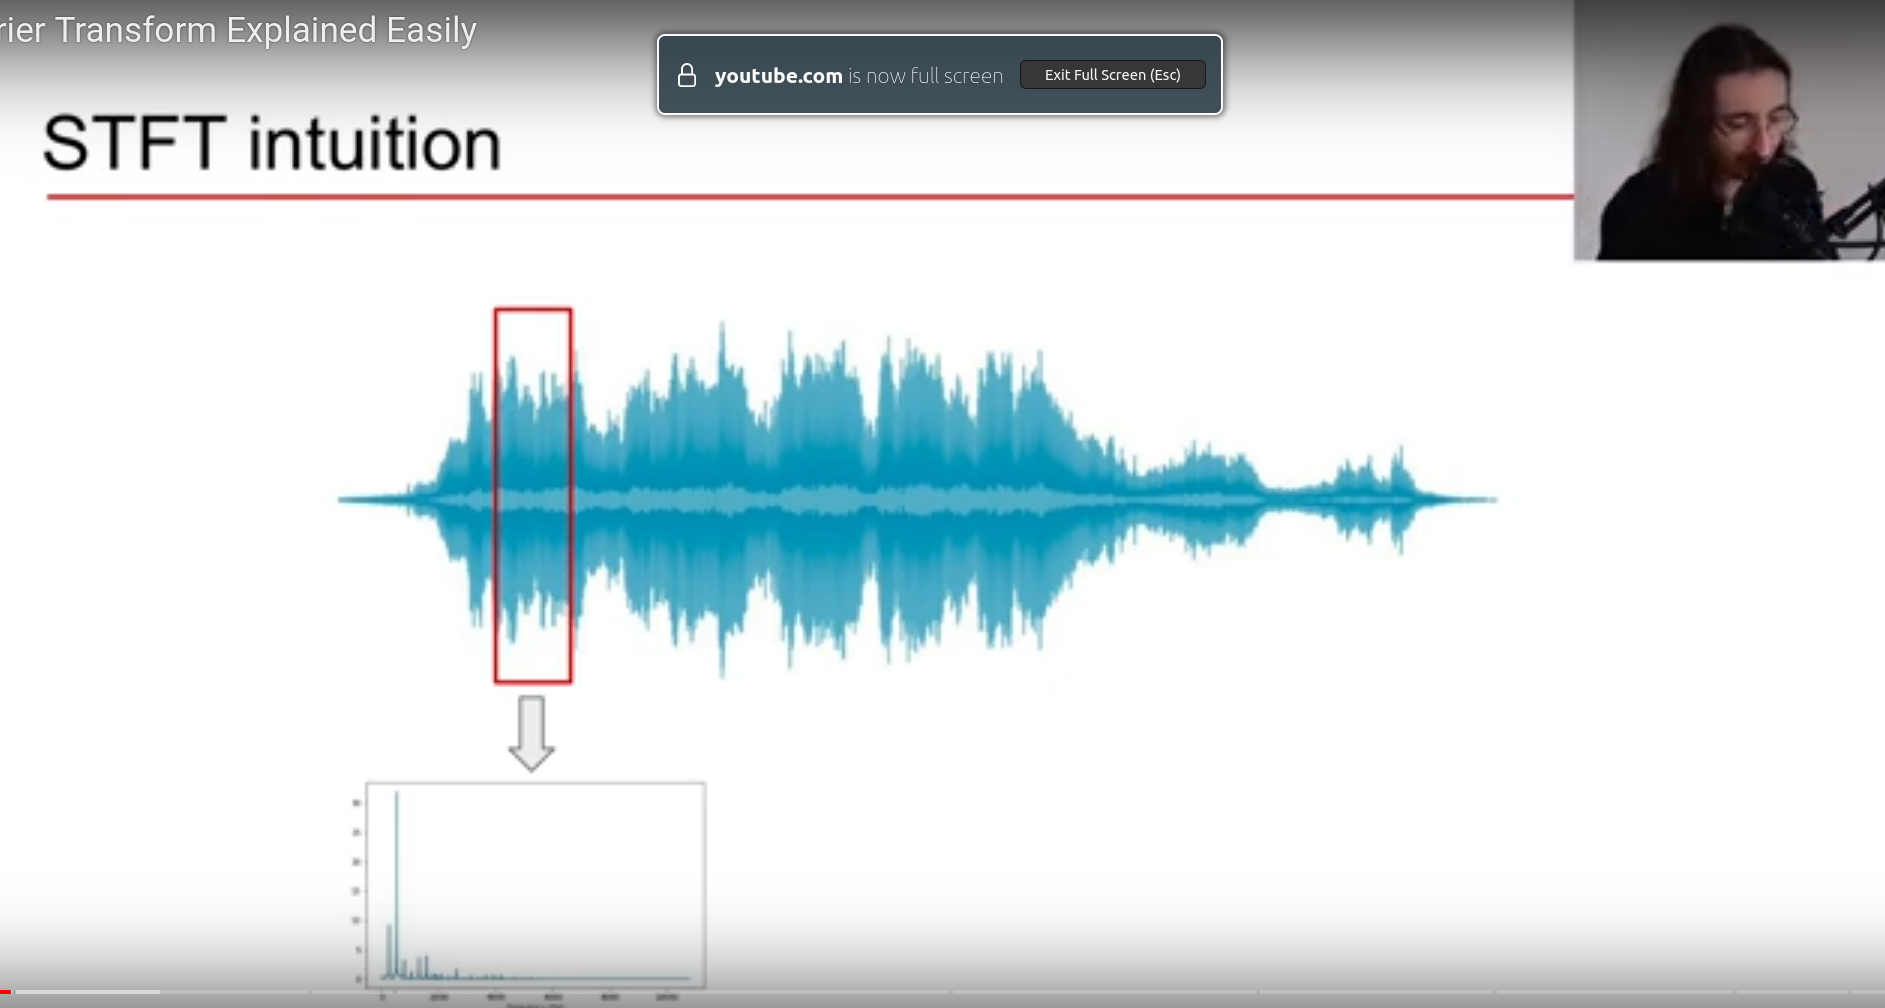 rier Transform Explained Easily
youtube.com is now full screen
Exit Full Screen (Esc)
STFT intuition